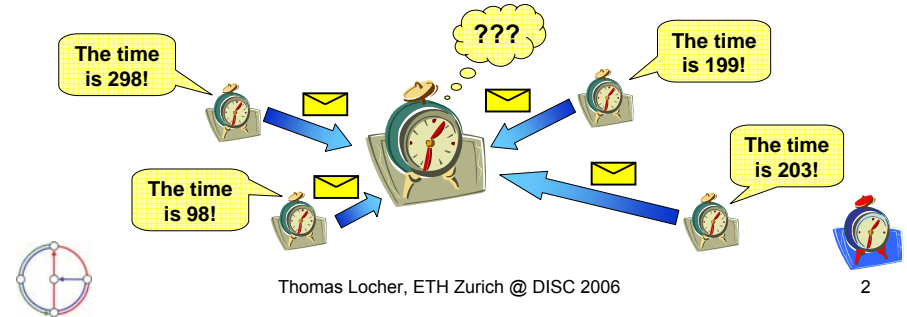 ???
The time
is 298!
The time
is 199!
The time
is 98!
The time
is 203!
Thomas Locher, ETH Zurich @ DISC 2006
2